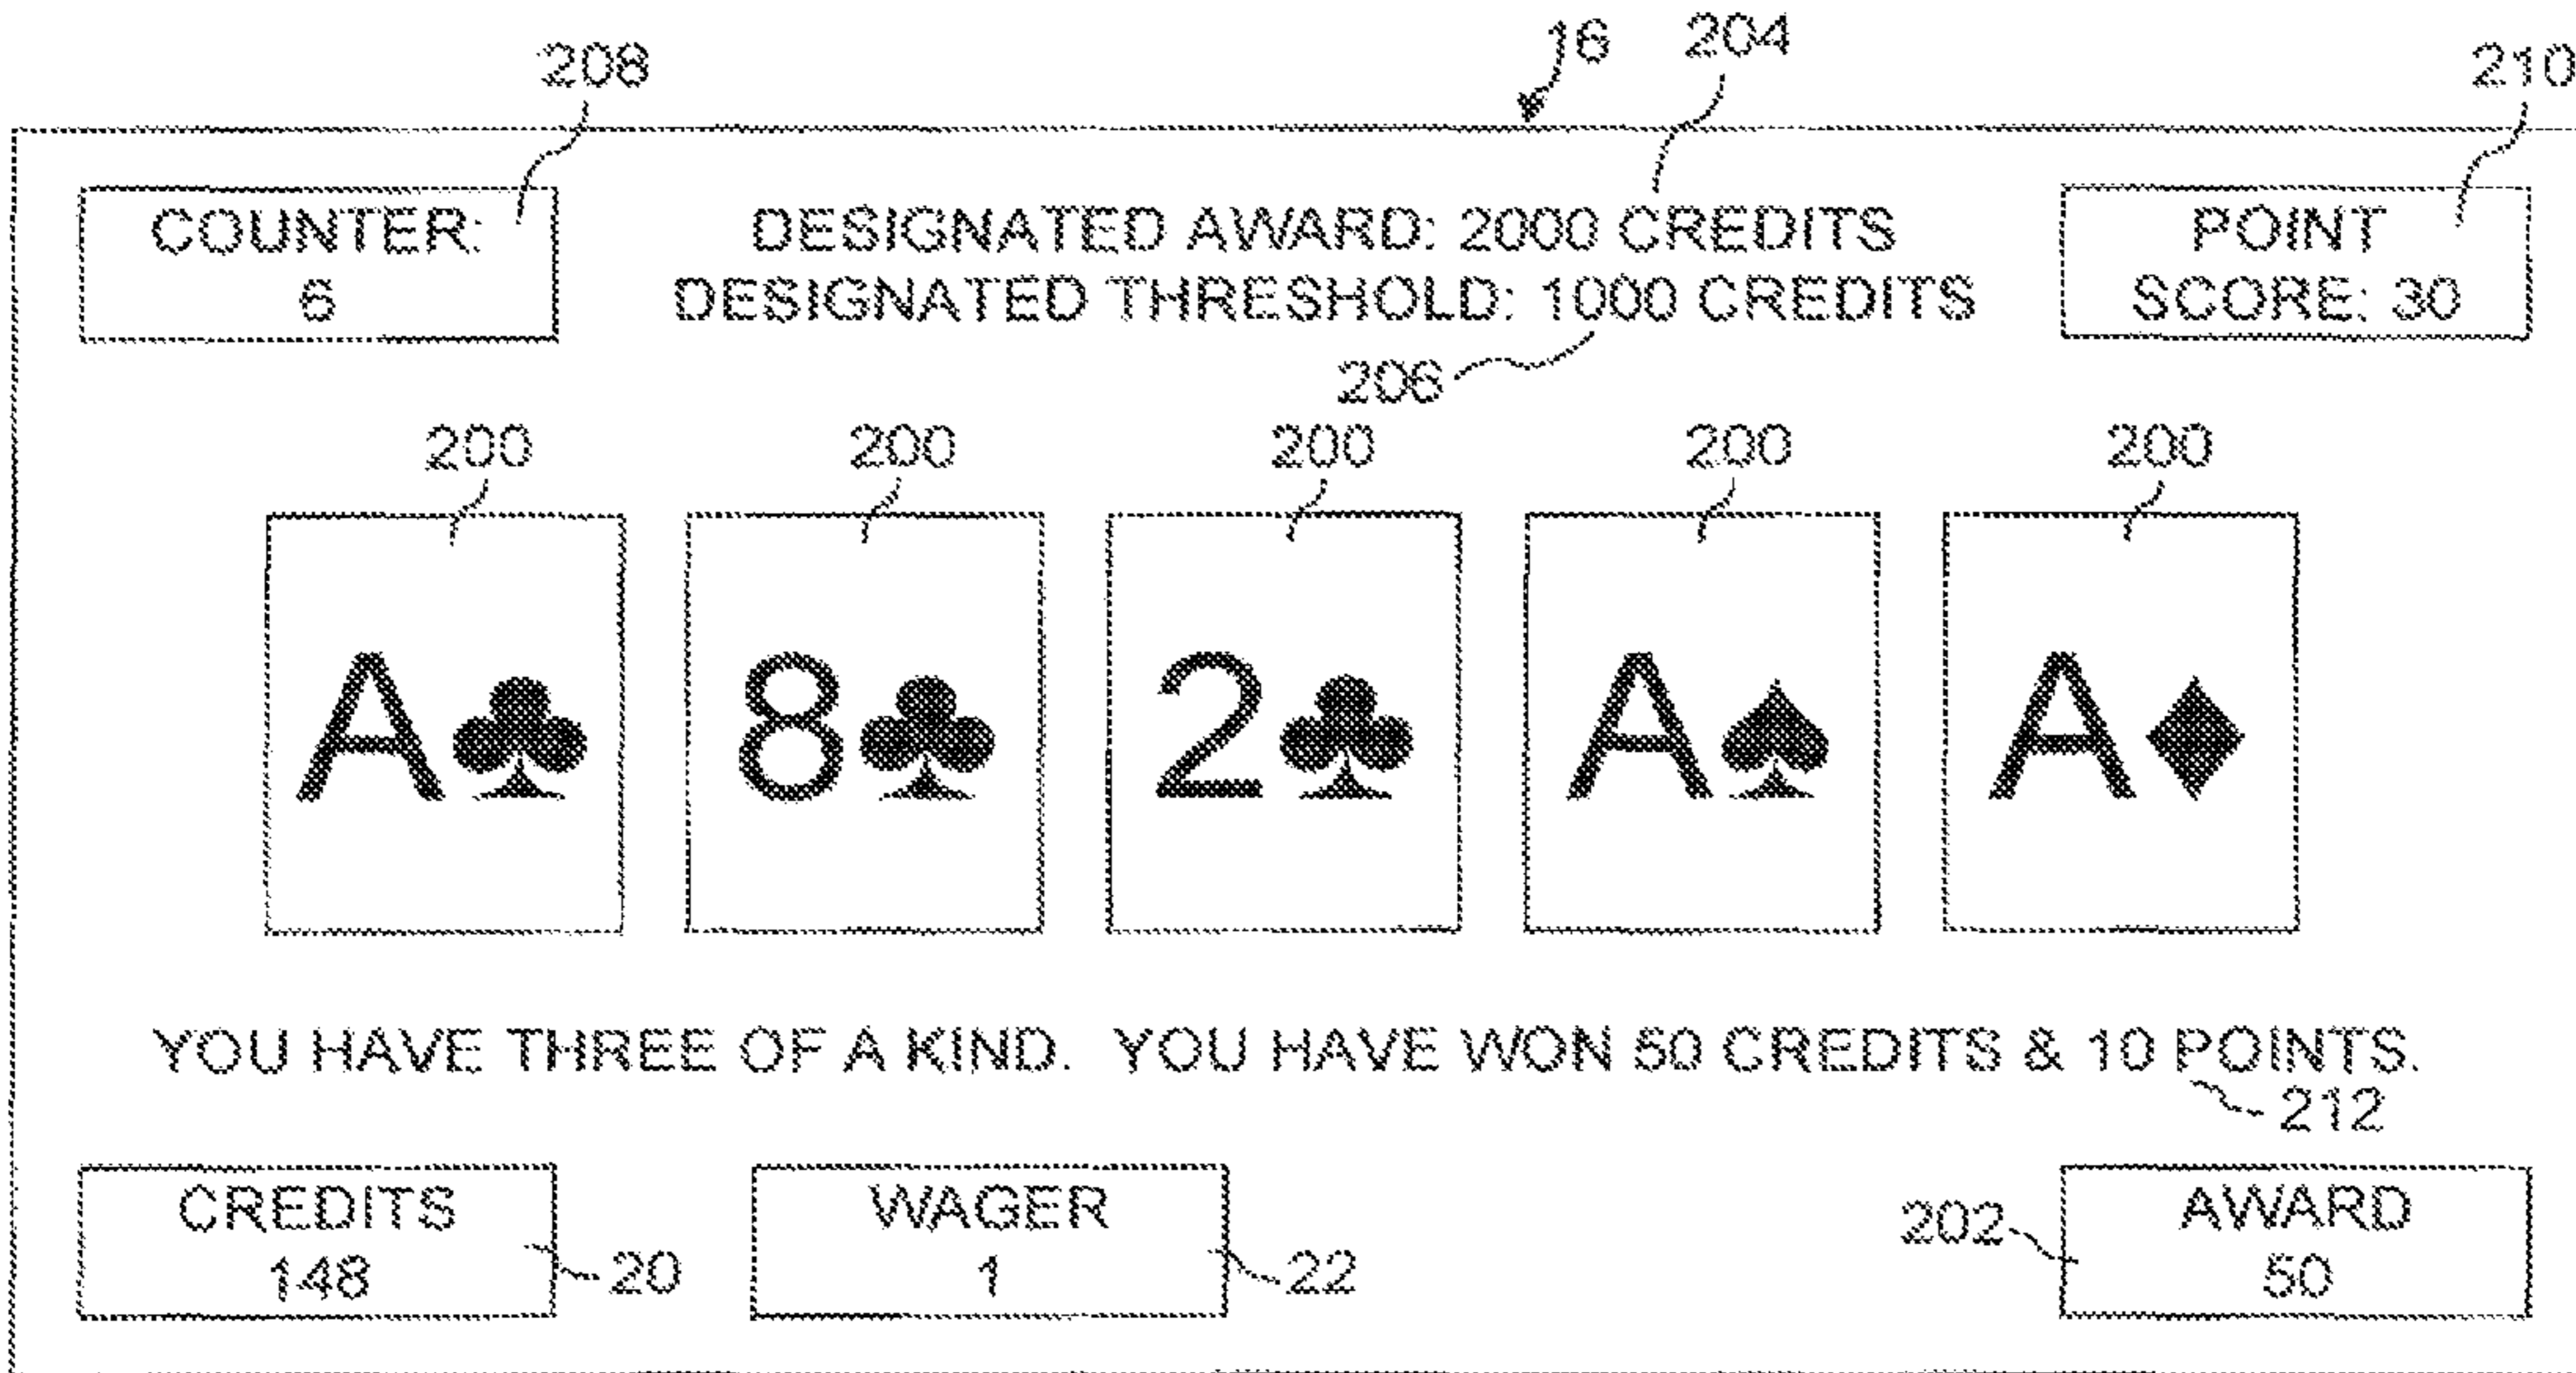 208 16 204 210
COUNTER:
6
DESIGNATED AWARD: 2000 CREDITS
DESIGNATED THRESHOLD: 1000 CREDITS
POINT
SCORE: 30
206
200 200 200 200 200
A♣ 8♣ 2♣ A♠ A♦
YOU HAVE THREE OF A KIND. YOU HAVE WON 50 CREDITS & 10 POINTS.
212
CREDITS
148
20
WAGER
1
22
202
AWARD
50